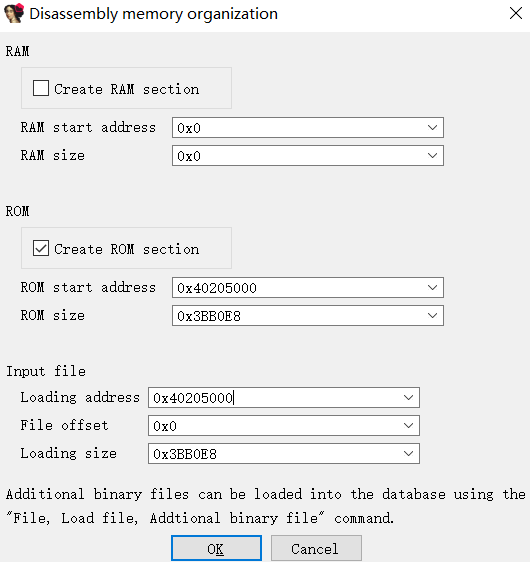 Disassembly memory organization
RAM
Create RAM section
RAM start address 0x0
RAM size 0x0
ROM
Create ROM section
ROM start address 0x40205000
ROM size 0x3BB0E8
Input file
Loading address 0x40205000
File offset 0x0
Loading size 0x3BB0E8
Additional binary files can be loaded into the database using the
"File, Load file, Addtional binary file" command.
OK Cancel